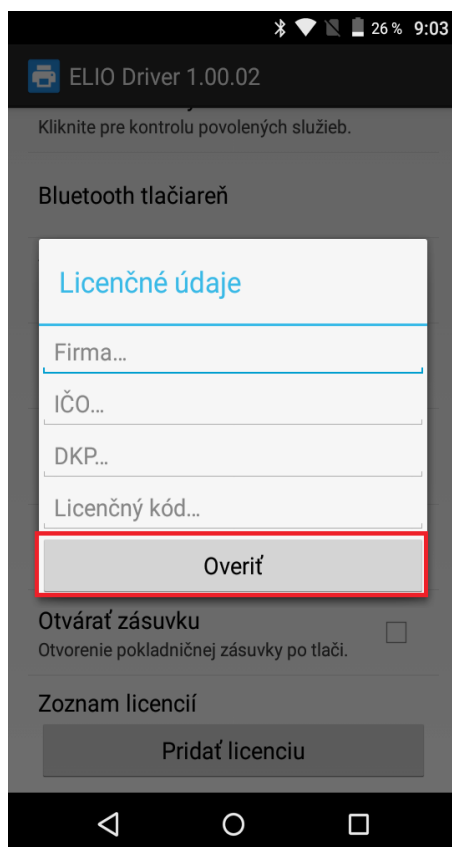 26 % 9:03
ELIO Driver 1.00.02
Kliknite pre kontrolu povolených služieb.
Bluetooth tlačiareň
Licenčné údaje
Firma...
IČO...
DKP...
Licenčný kód...
Overiť
Otvárať zásuvku
Otvorenie pokladničnej zásuvky po tlači.
Zoznam licencií
Pridať licenciu